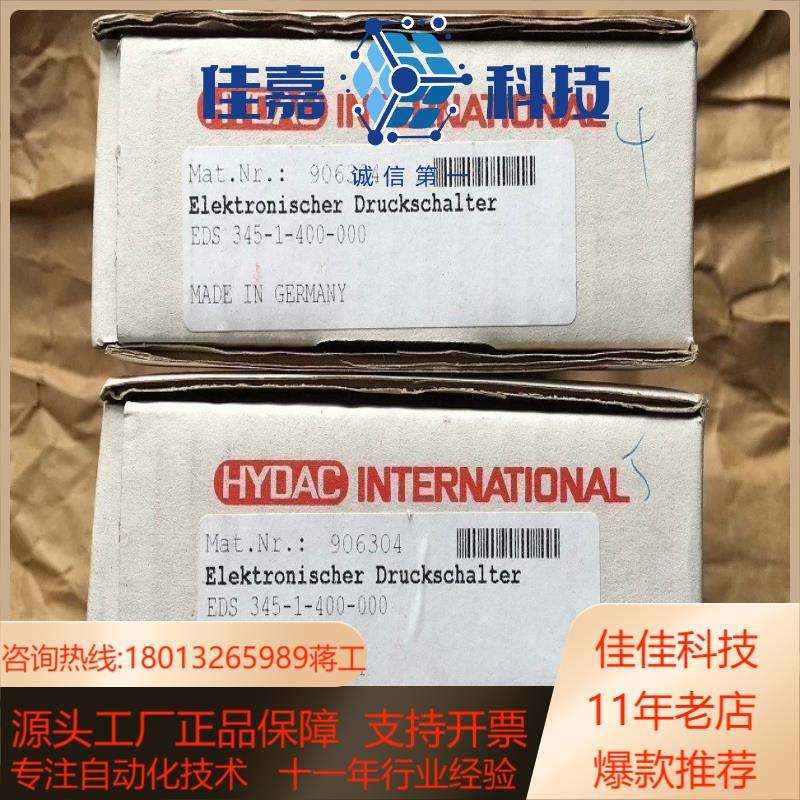 佳嘉科技
HYDAC INTERNATIONAL
4
Mat.Nr.: 906304
诚信第一
Elektronischer Druckschalter
EDS 345-1-400-000
MADE IN GERMANY
HYDAC INTERNATIONAL
5
Mat.Nr.: 906304
Elektronischer Druckschalter
EDS 345-1-400-000
咨询热线:18013265989蒋工
佳佳科技
11年老店
爆款推荐
源头工厂正品保障 支持开票
专注自动化技术 十一年行业经验